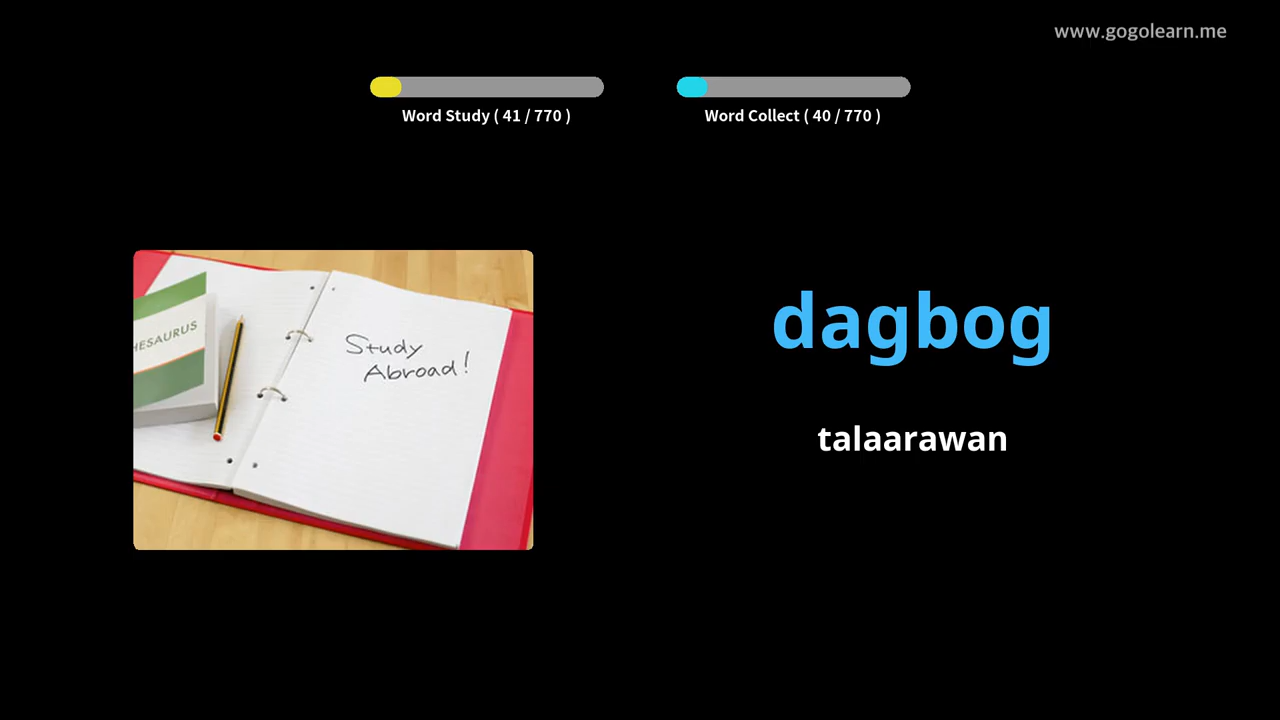 www.gogolearn.me
Word Study ( 41 / 770 )
Word Collect ( 40 / 770 )
HESAURUS
Study
Abroad!
dagbog
talaarawan